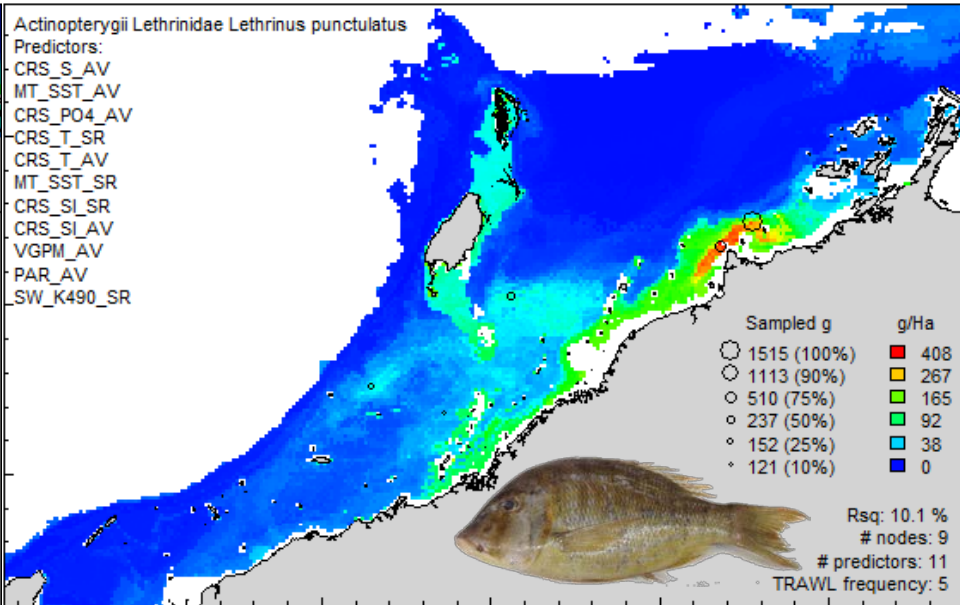 Actinopterygii Lethrinidae Lethrinus punctulatus
Predictors:
CRS_S_AV
MT_SST_AV
CRS_PO4_AV
CRS_T_SR
CRS_T_AV
MT_SST_SR
CRS_SI_SR
CRS_SI_AV
VGPM_AV
PAR_AV
SW_K490_SR
Sampled g g/Ha
1515 (100%) 408
1113 (90%) 267
510 (75%) 165
237 (50%) 92
152 (25%) 38
121 (10%) 0
Rsq: 10.1 %
# nodes: 9
# predictors: 11
TRAWL frequency: 5